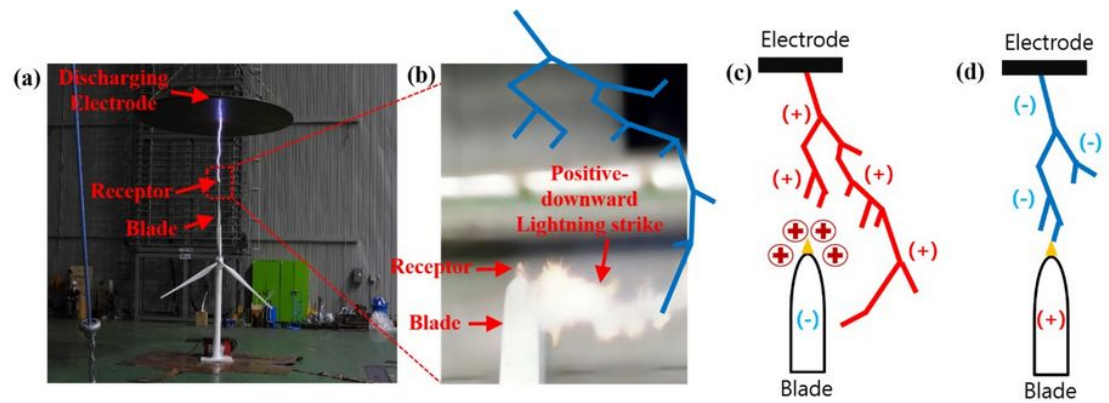 (a)
Discharging
Electrode
Receptor
Blade
(b)
Positive-
downward
Lightning strike
Receptor
Blade
(c)
Electrode
(+)
(+)
(+)
(+)
(-)
Blade
(d)
Electrode
(-)
(-)
(-)
(+)
Blade